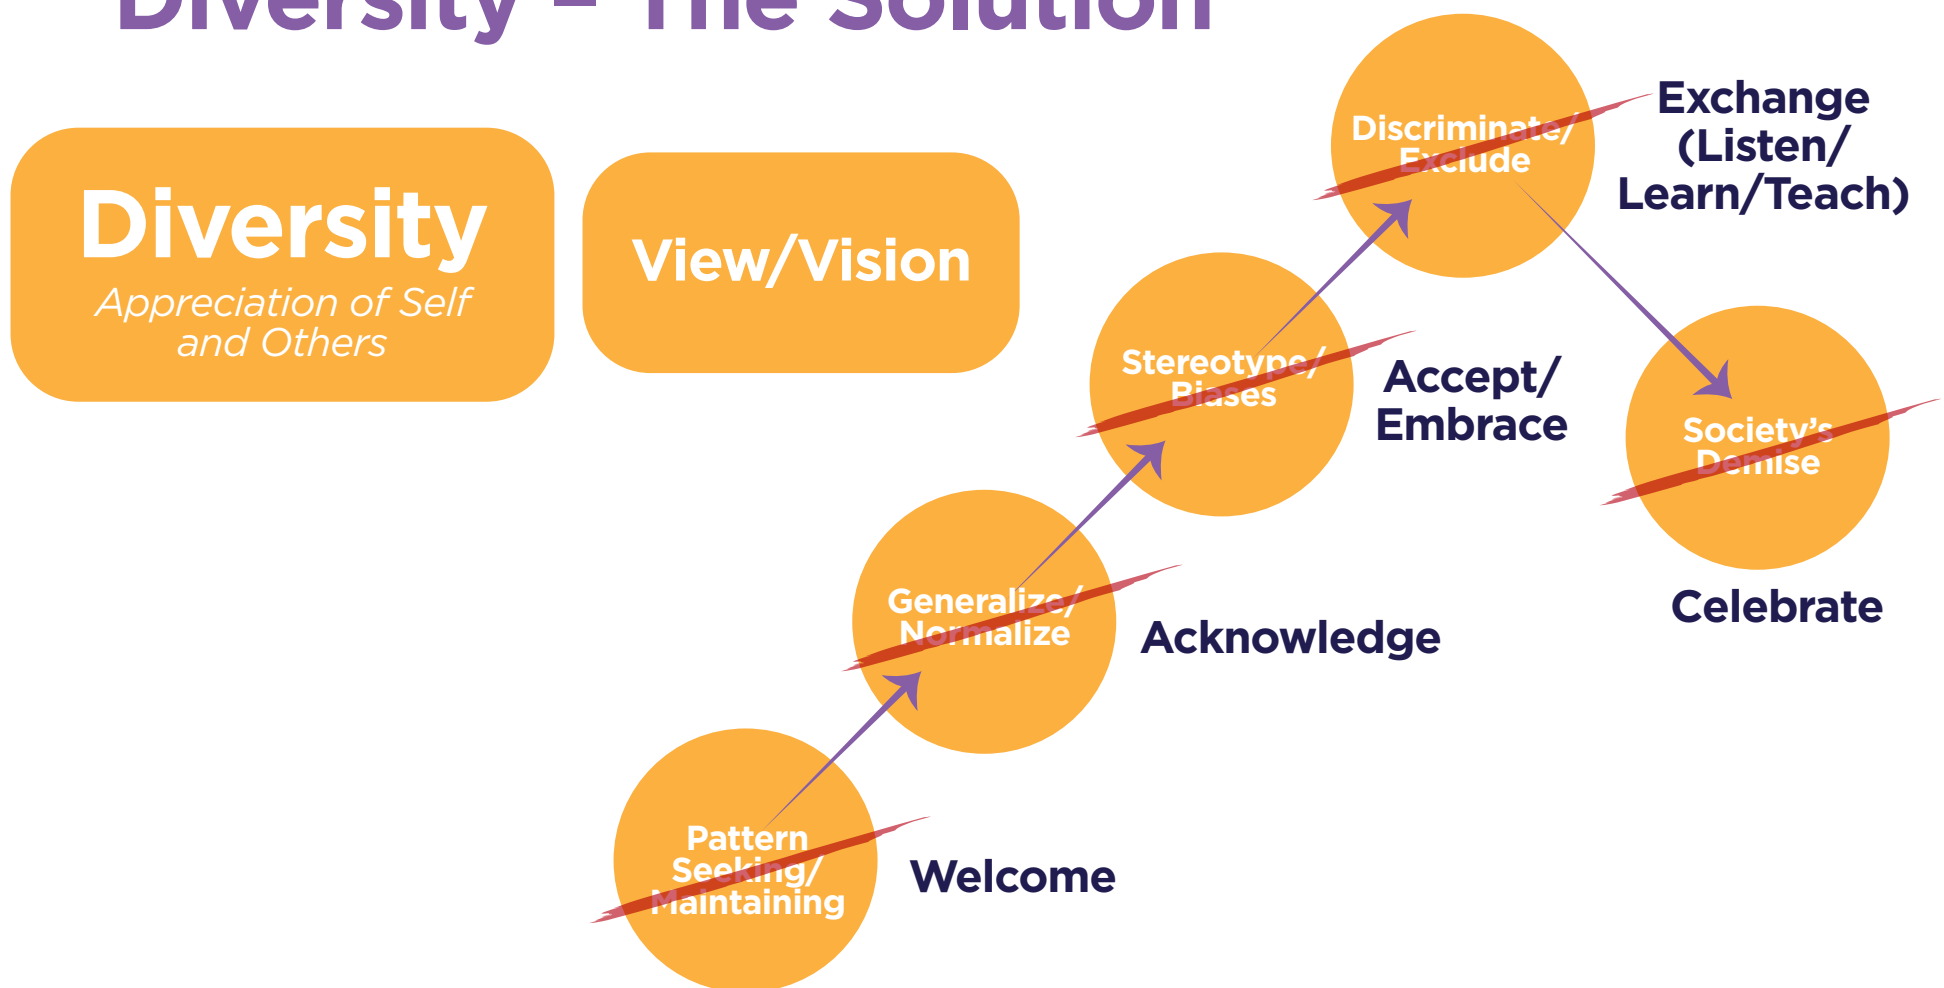 Diversity – The Solution
Diversity
Appreciation of Self
and Others
View/Vision
Discriminate/
Exclude
Exchange
(Listen/
Learn/Teach)
Stereotype/
Biases
Accept/
Embrace
Society’s
Demise
Celebrate
Generalize/
Normalize
Acknowledge
Pattern
Seeking/
Maintaining
Welcome